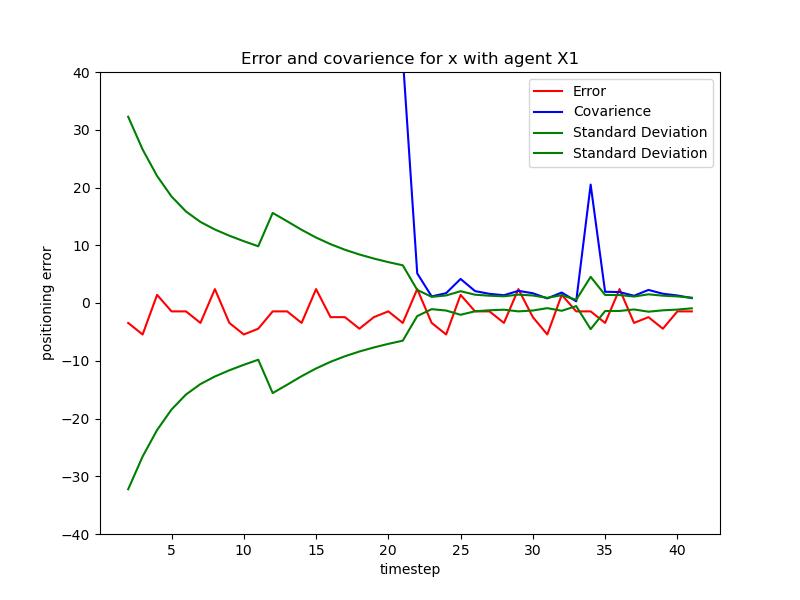 Error and covarience for x with agent X1
40
30
20
10
0
−10
−20
−30
−40
positioning error
Error
Covarience
Standard Deviation
Standard Deviation
5 10 15 20 25 30 35 40
timestep